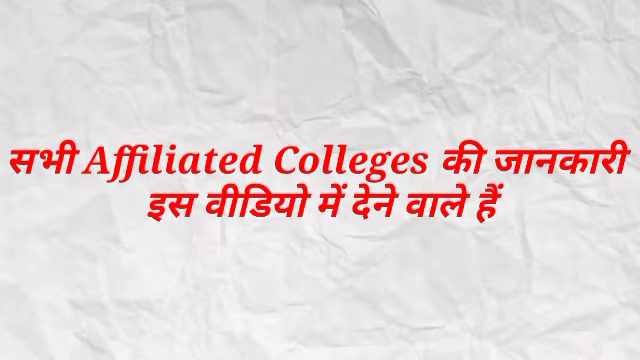 सभी Affiliated Colleges की जानकारी
इस वीडियो में देने वाले हैं